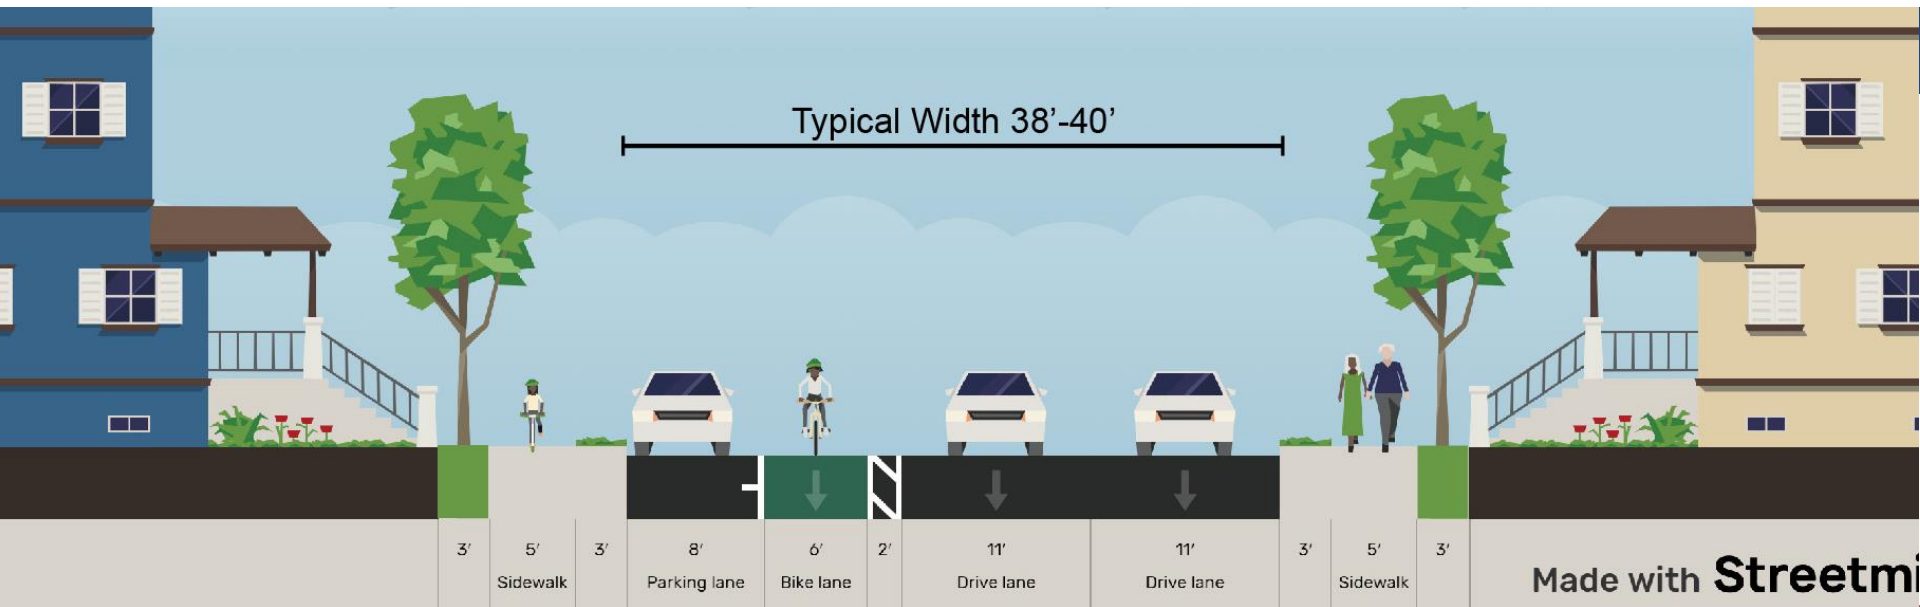 Typical Width 38’-40’
3′ 5′ 3′ 8′ 6′ 2′ 11′ 11′ 3′ 5′ 3′
Sidewalk Parking lane Bike lane Drive lane Drive lane Sidewalk
Made with Streetmi